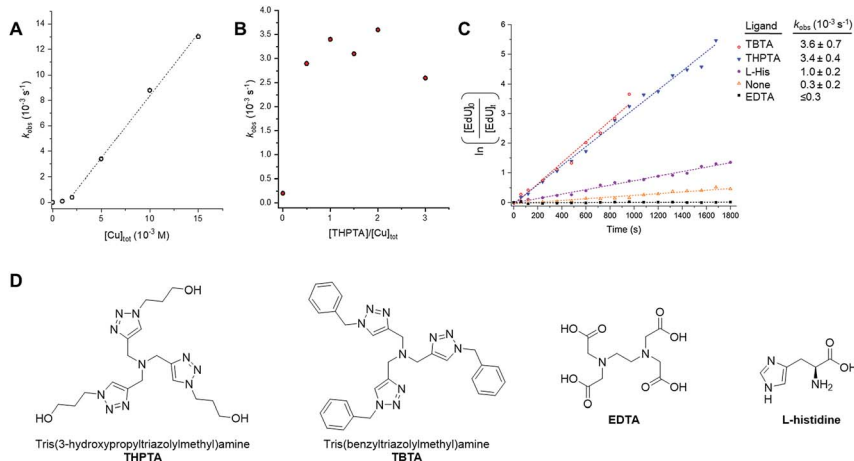 A
k_obs (10⁻³ s⁻¹)
14
12
10
8
6
4
2
0
0
5
10
15
[Cu]tot (10⁻³ M)
B
k_obs (10⁻³ s⁻¹)
4.0
3.5
3.0
2.5
2.0
1.5
1.0
0.5
0.0
0
1
2
3
[THPTA]/[Cu]tot
C
ln ([EdU]0 / [EdU]t)
6
5
4
3
2
1
0
0 200 400 600 800 1000 1200 1400 1600 1800
Time (s)
Ligand k_obs (10⁻³ s⁻¹)
TBTA 3.6 ± 0.7
THPTA 3.4 ± 0.4
L-His 1.0 ± 0.2
None 0.3 ± 0.2
EDTA ≤0.3
D
OH
N N N
N
N N N
N N N
HO
OH
Tris(3-hydroxypropyltriazolylmethyl)amine
THPTA
N N N
N
N N N
N N N
Tris(benzyltriazolylmethyl)amine
TBTA
O OH
HO O
N N
O OH
HO O
EDTA
N
NH
O
OH
NH2
L-histidine